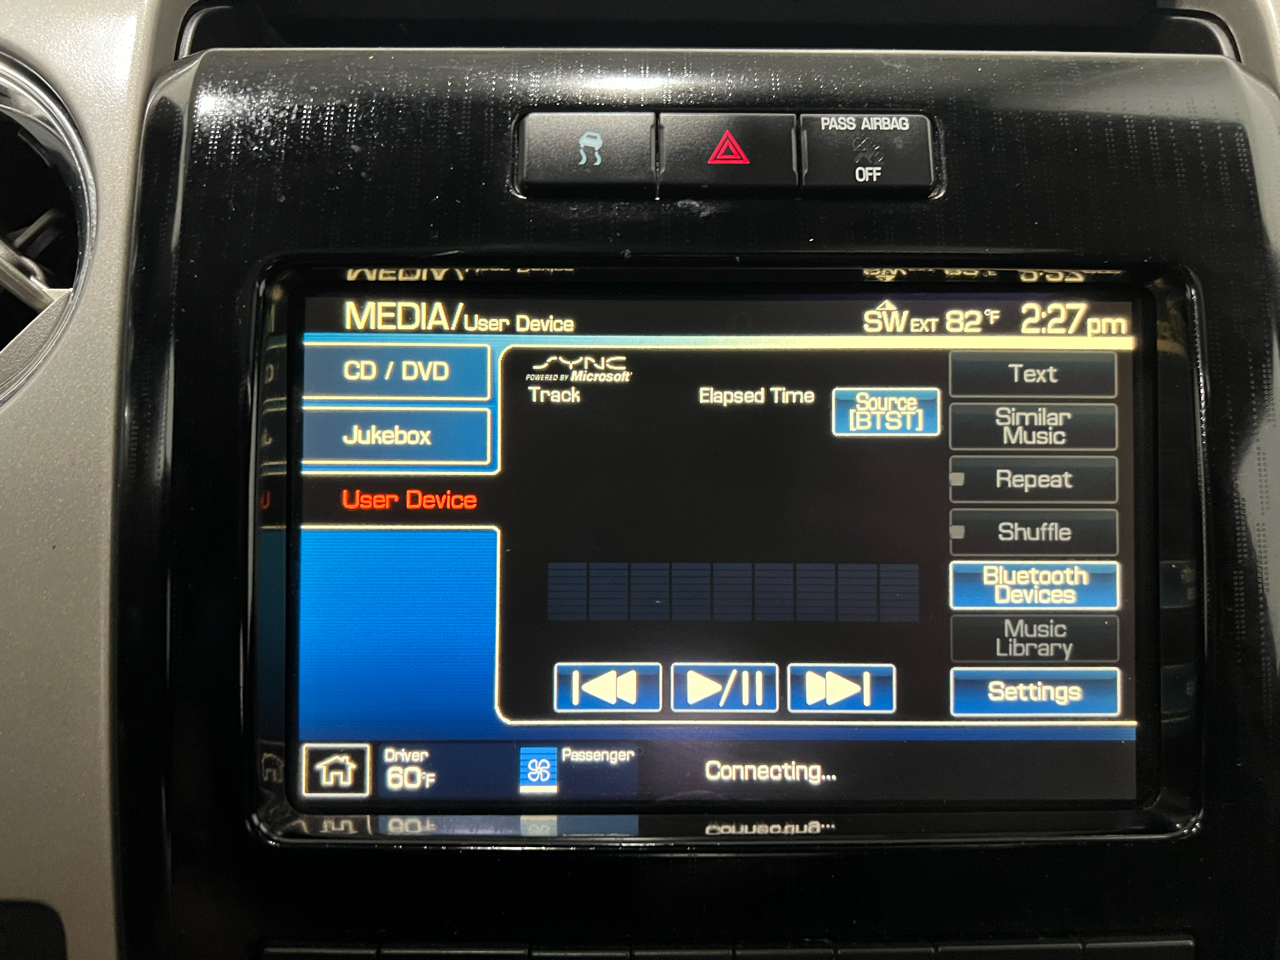 PASS AIRBAG
OFF
MEDIA/User Device
SW EXT 82°F 2:27pm
CD / DVD
Jukebox
User Device
SYNC
POWERED BY Microsoft
Track
Elapsed Time
Source
[BTST]
Text
Similar
Music
Repeat
Shuffle
Bluetooth
Devices
Music
Library
Settings
Driver
60°F
Passenger
Connecting...